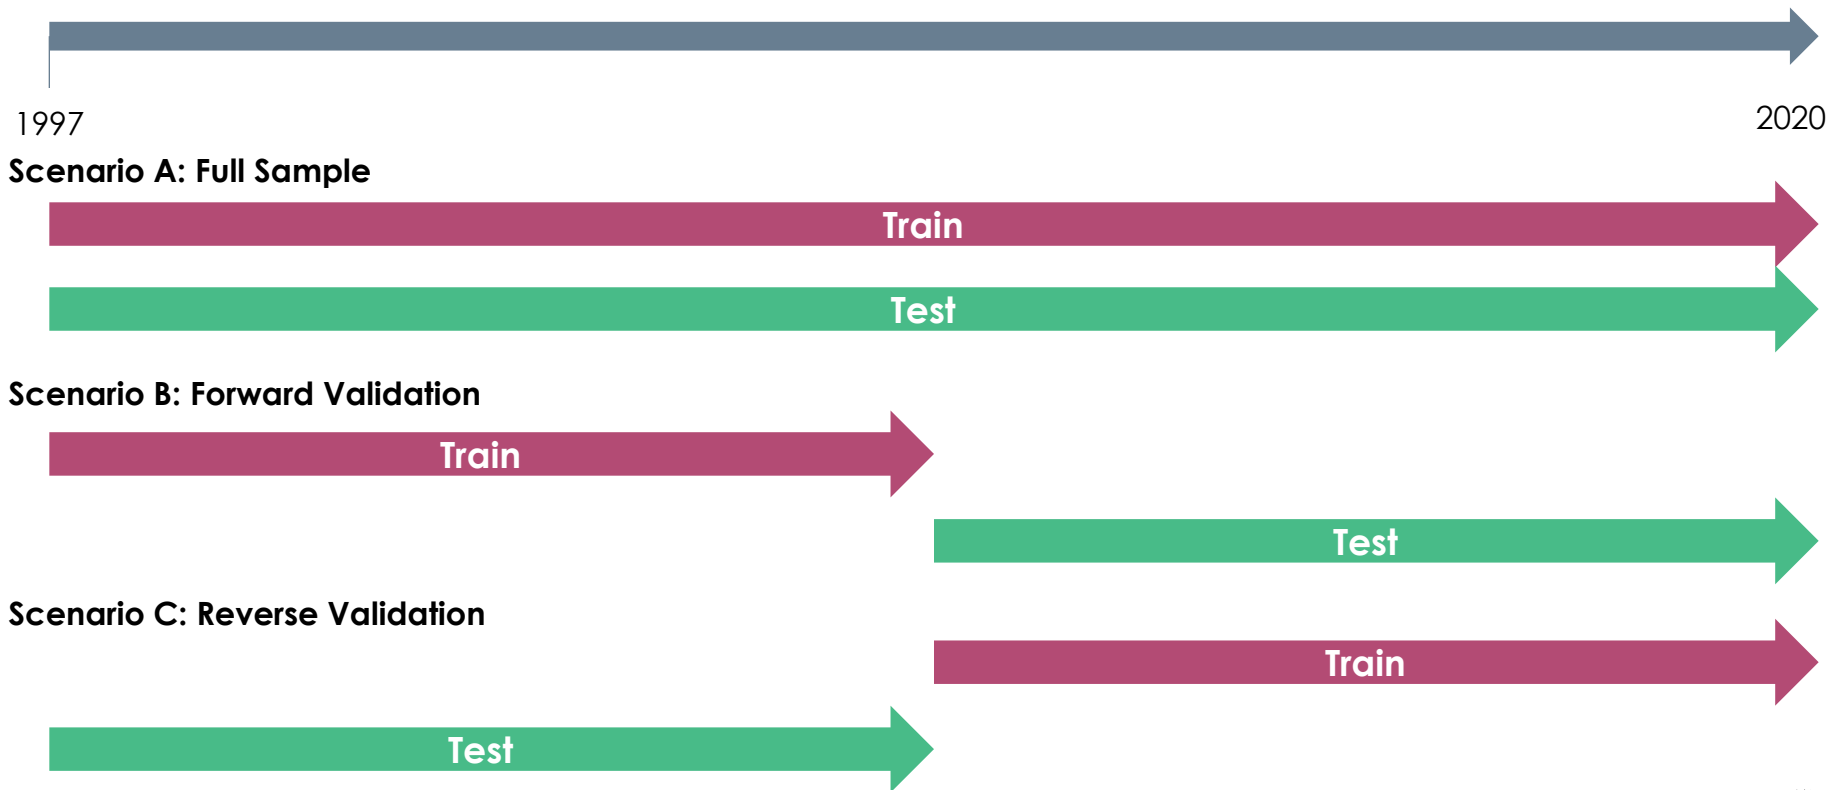 1997
2020
Scenario A: Full Sample
Train
Test
Scenario B: Forward Validation
Train
Test
Scenario C: Reverse Validation
Train
Test